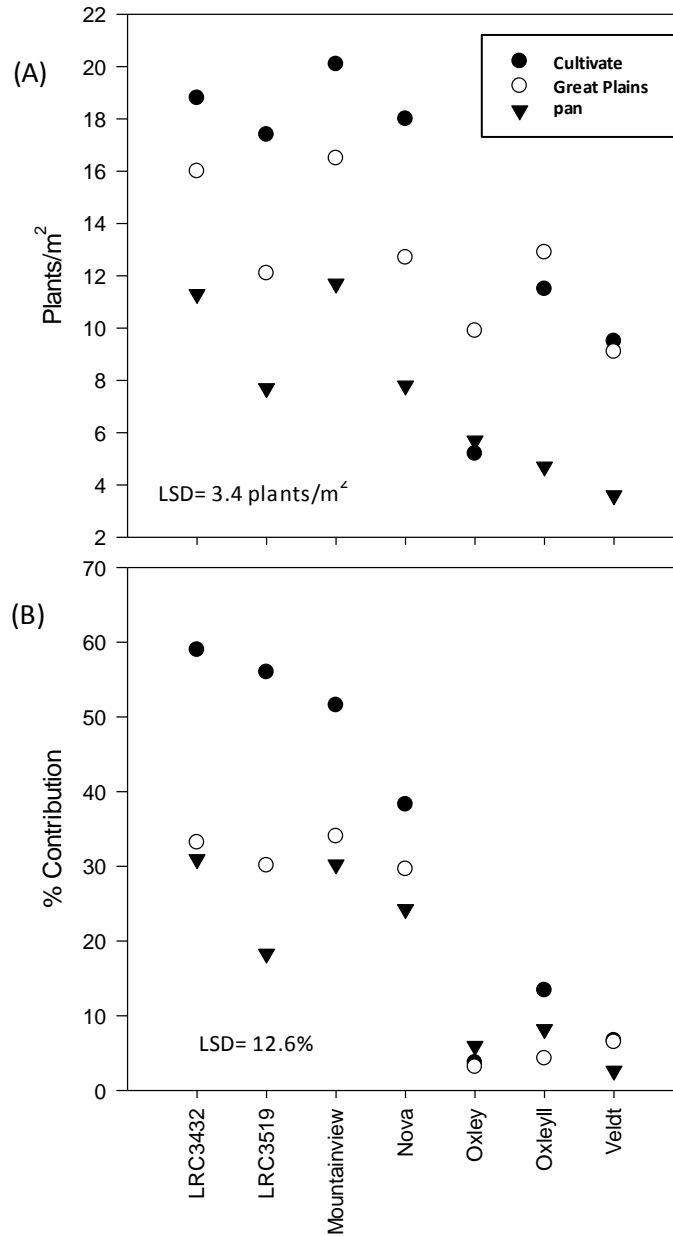 (A)
22
20
18
16
14
12
10
8
6
4
2
Plants/m²
Cultivate
Great Plains
pan
LSD= 3.4 plants/m²
(B)
70
60
50
40
30
20
10
0
% Contribution
LSD= 12.6%
LRC3432
LRC3519
Mountainview
Nova
Oxley
OxleyII
Veldt